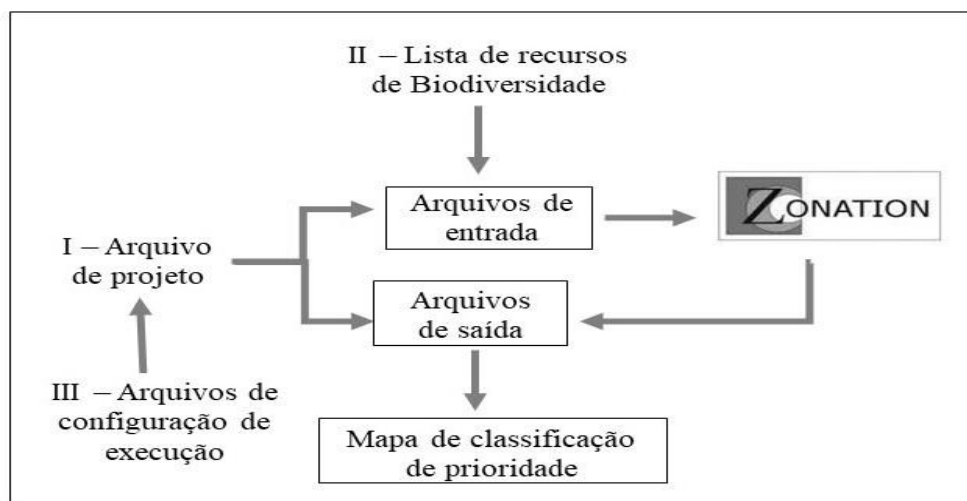 II – Lista de recursos
de Biodiversidade
Arquivos de
entrada
ZONATION
I – Arquivo
de projeto
Arquivos
de saída
III – Arquivos de
configuração de
execução
Mapa de classificação
de prioridade